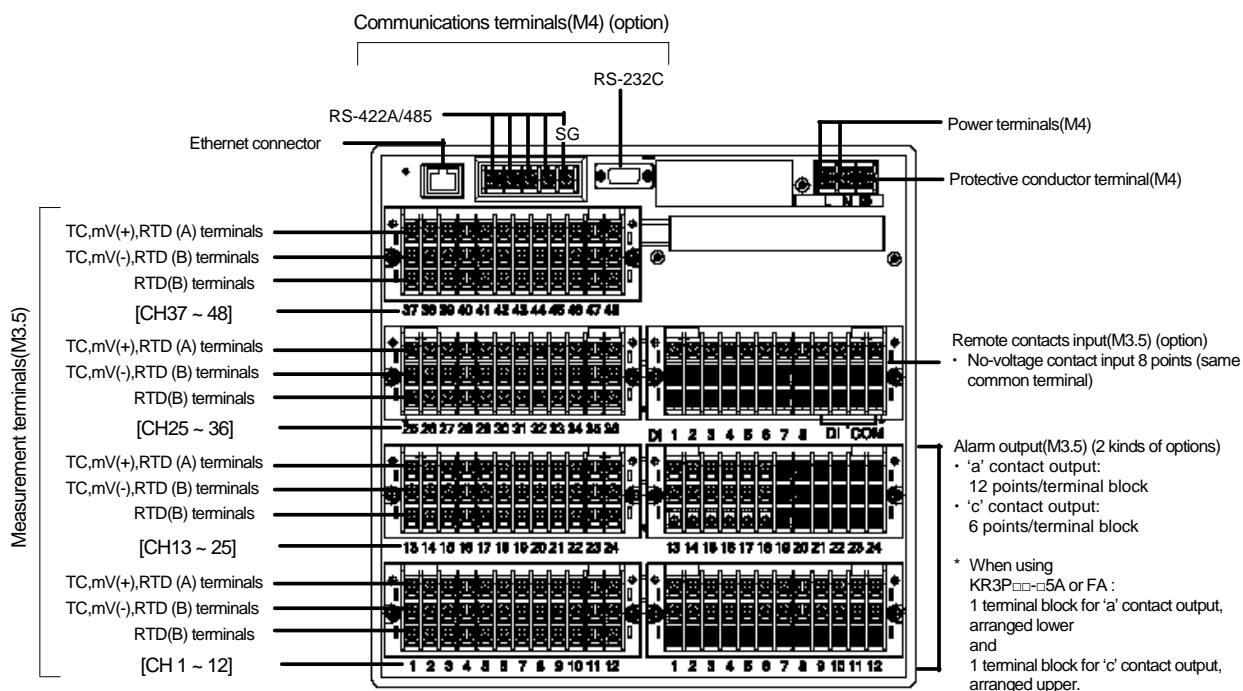 Communications terminals(M4) (option)
RS-232C
RS-422A/485
SG
Ethernet connector
Power terminals(M4)
Protective conductor terminal(M4)
L N
Measurement terminals(M3.5)
TC,mV(+),RTD (A) terminals
TC,mV(-),RTD (B) terminals
RTD(B) terminals
[CH37 ~ 48]
37 38 39 40 41 42 43 44 45 46 47 48
TC,mV(+),RTD (A) terminals
TC,mV(-),RTD (B) terminals
RTD(B) terminals
[CH25 ~ 36]
25 26 27 28 29 30 31 32 33 34 35 36
DI 1 2 3 4 5 6 7 8 DI COM
Remote contacts input(M3.5) (option)
・ No-voltage contact input 8 points (same
common terminal)
TC,mV(+),RTD (A) terminals
TC,mV(-),RTD (B) terminals
RTD(B) terminals
[CH13 ~ 25]
13 14 15 16 17 18 19 20 21 22 23 24
13 14 15 16 17 18 19 20 21 22 23 24
Alarm output(M3.5) (2 kinds of options)
・ ‘a’ contact output:
12 points/terminal block
・ ‘c’ contact output:
6 points/terminal block
TC,mV(+),RTD (A) terminals
TC,mV(-),RTD (B) terminals
RTD(B) terminals
[CH 1 ~ 12]
1 2 3 4 5 6 7 8 9 10 11 12
1 2 3 4 5 6 7 8 9 10 11 12
* When using
KR3P□□-□5A or FA :
1 terminal block for ‘a’ contact output,
arranged lower
and
1 terminal block for ‘c’ contact output,
arranged upper.